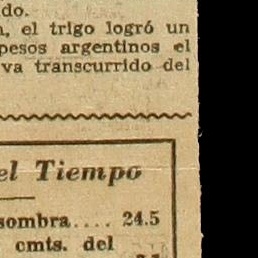 do.
, el trigo logró un
pesos argentinos el
va transcurrido del
el Tiempo
sombra.... 24.5
cmts. del